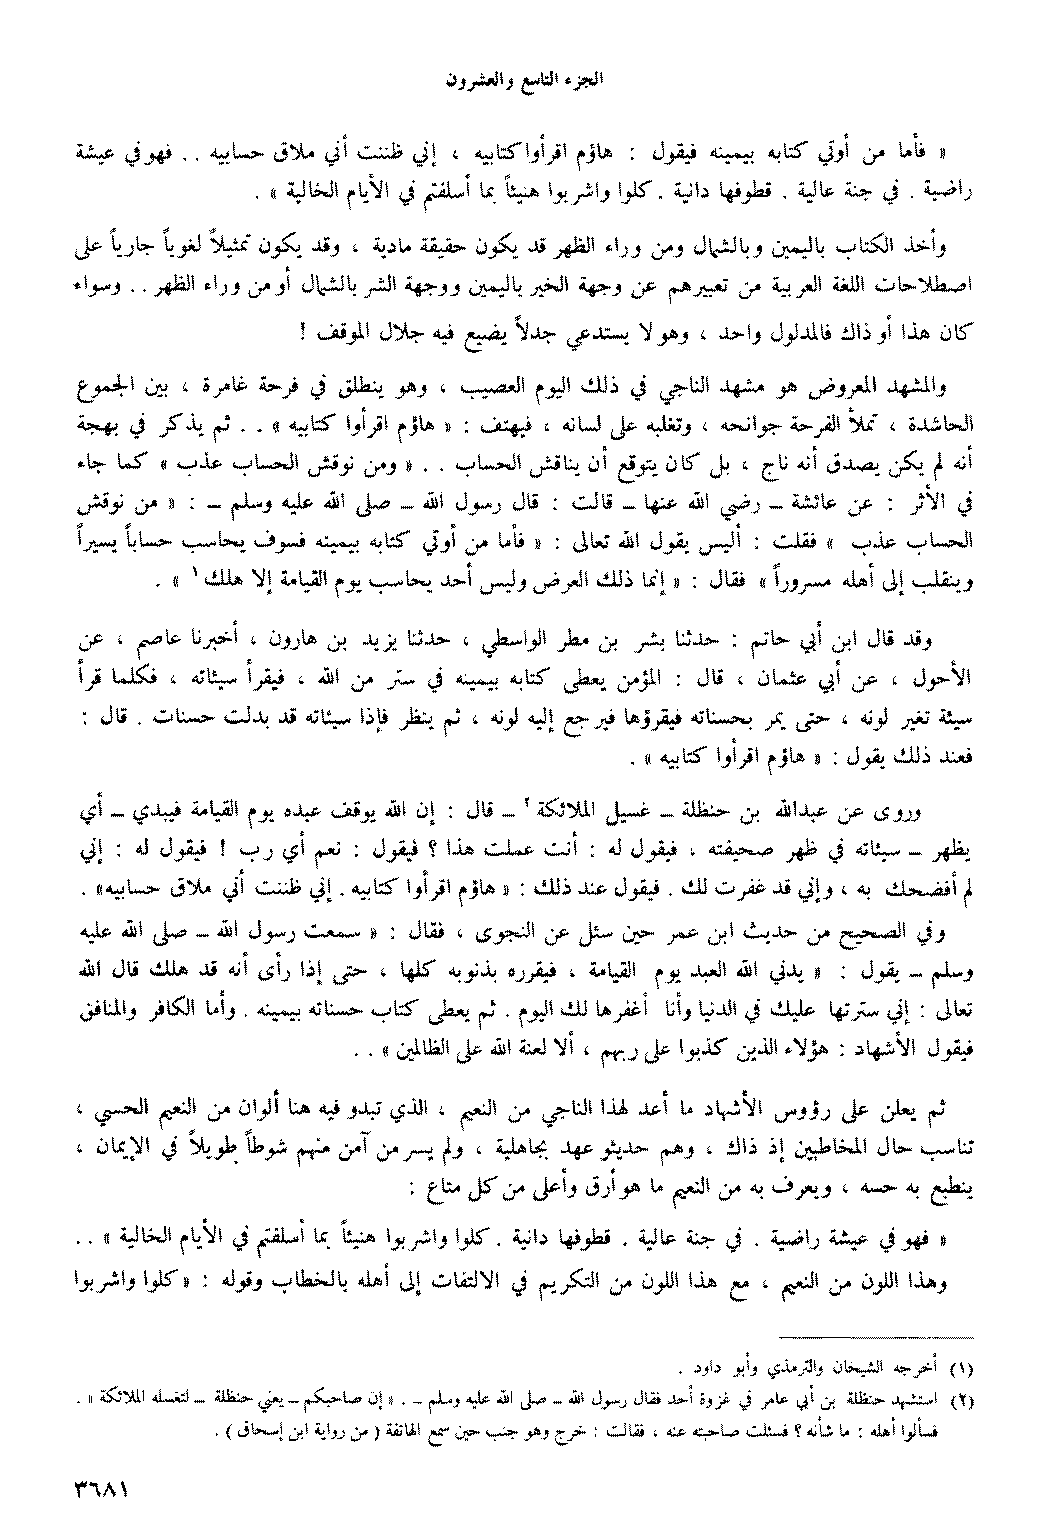 الجزء التاسع والعشرون
« فأما من أوتي كتابه بيمينه فيقول : هاؤم اقرأوا كتابيه ، إني ظننت أني ملاق حسابيه .. فهو في عيشة
راضية . في جنة عالية . قطوفها دانية . كلوا واشربوا هنيئاً بما أسلفتم في الأيام الخالية » .
وأخذ الكتاب باليمين وبالشمال ومن وراء الظهر قد يكون حقيقة مادية ، وقد يكون تمثيلاً لغوياً جارياً على
اصطلاحات اللغة العربية من تعبيرهم عن وجهة الخير باليمين ووجهة الشر بالشمال أو من وراء الظهر .. وسواء
كان هذا أو ذاك فالمدلول واحد ، وهو لا يستدعي جدلاً يضيع فيه جلال الموقف !
والمشهد المعروض هو مشهد الناجي في ذلك اليوم العصيب ، وهو ينطلق في فرحة غامرة ، بين الجموع
الحاشدة ، تملأ الفرحة جوانحه ، وتغلبه على لسانه ، فيهتف : « هاؤم اقرأوا كتابيه » .. ثم يذكر في بهجة
أنه لم يكن يصدق أنه ناج ، بل كان يتوقع أن يناقش الحساب .. « ومن نوقش الحساب عذب » كما جاء
في الأثر : عن عائشة – رضي الله عنها – قالت : قال رسول الله – صلى الله عليه وسلم – : « من نوقش
الحساب عذب » فقلت : أليس يقول الله تعالى : « فأما من أوتي كتابه بيمينه فسوف يحاسب حساباً يسيراً
وينقلب إلى أهله مسروراً » فقال : « إنما ذلك العرض وليس أحد يحاسب يوم القيامة إلا هلك ١ » .
وقد قال ابن أبي حاتم : حدثنا بشر بن مطر الواسطي ، حدثنا يزيد بن هارون ، أخبرنا عاصم ، عن
الأحول ، عن أبي عثمان ، قال : المؤمن يعطى كتابه بيمينه في ستر من الله ، فيقرأ سيئاته ، فكلما قرأ
سيئة تغير لونه ، حتى يمر بحسناته فيقرؤها فيرجع إليه لونه ، ثم ينظر فإذا سيئاته قد بدلت حسنات . قال :
فعند ذلك يقول : « هاؤم اقرأوا كتابيه » .
وروى عن عبدالله بن حنظلة – غسيل الملائكة ٢ – قال : إن الله يوقف عبده يوم القيامة فيبدي – أي
يظهر – سيئاته في ظهر صحيفته ، فيقول له : أنت عملت هذا ؟ فيقول : نعم أي رب ! فيقول له : إني
لم أفضحك به ، وإني قد غفرت لك . فيقول عند ذلك : « هاؤم اقرأوا كتابيه . إني ظننت أني ملاق حسابيه» .
وفي الصحيح من حديث ابن عمر حين سئل عن النجوى ، فقال : « سمعت رسول الله – صلى الله عليه
وسلم – يقول : « يدني الله العبد يوم القيامة ، فيقرره بذنوبه كلها ، حتى إذا رأى أنه قد هلك قال الله
تعالى : إني سترتها عليك في الدنيا وأنا أغفرها لك اليوم . ثم يعطى كتاب حسناته بيمينه . وأما الكافر والمنافق
فيقول الأشهاد : هؤلاء الذين كذبوا على ربهم ، ألا لعنة الله على الظالمين » ..
ثم يعلن على رؤوس الأشهاد ما أعد لهذا الناجي من النعيم ، الذي تبدو فيه هنا ألوان من النعيم الحسي ،
تناسب حال المخاطبين إذ ذاك ، وهم حديثو عهد بجاهلية ، ولم يسر من آمن منهم شوطاً طويلاً في الإيمان ،
ينطبع به حسه ، ويعرف به من النعيم ما هو أرق وأعلى من كل متاع :
« فهو في عيشة راضية . في جنة عالية . قطوفها دانية . كلوا واشربوا هنيئاً بما أسلفتم في الأيام الخالية » ..
وهذا اللون من النعيم ، مع هذا اللون من التكريم في الالتفات إلى أهله بالخطاب وقوله : « كلوا واشربوا
(١) أخرجه الشيخان والترمذي وأبو داود .
(٢) استشهد حنظلة بن أبي عامر في غزوة أحد فقال رسول الله – صلى الله عليه وسلم – . « إن صاحبكم – يعني حنظلة – لتغسله الملائكة » .
فسألوا أهله : ما شأنه ؟ فسئلت صاحبته عنه ، فقالت : خرج وهو جنب حين سمع الهاتفة ( من رواية ابن إسحاق ) .
٣٦٨١